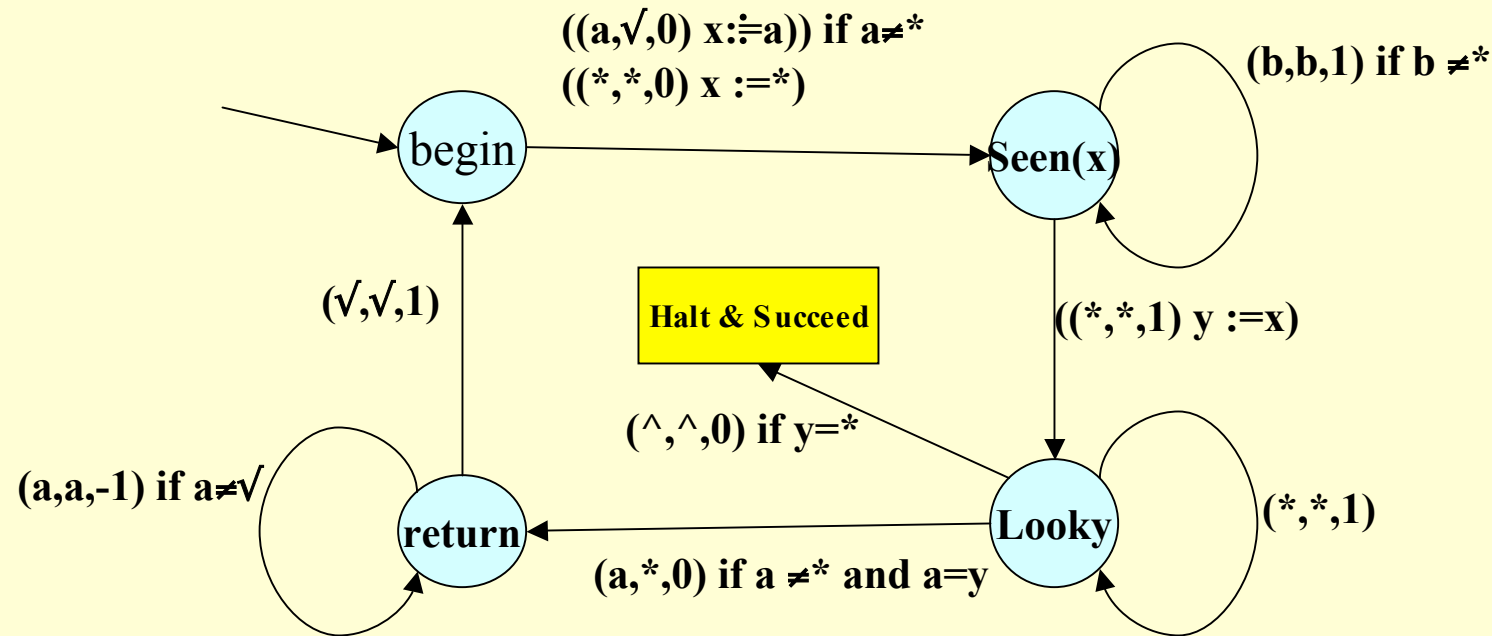 ((a,√,0) x:=a)) if a≠*
((*,*,0) x :=*)
(b,b,1) if b ≠*
begin
Seen(x)
(√,√,1)
Halt & Succeed
((*,*,1) y :=x)
(^,^,0) if y=*
(a,a,-1) if a≠√
return
Looky
(*,*,1)
(a,*,0) if a ≠* and a=y